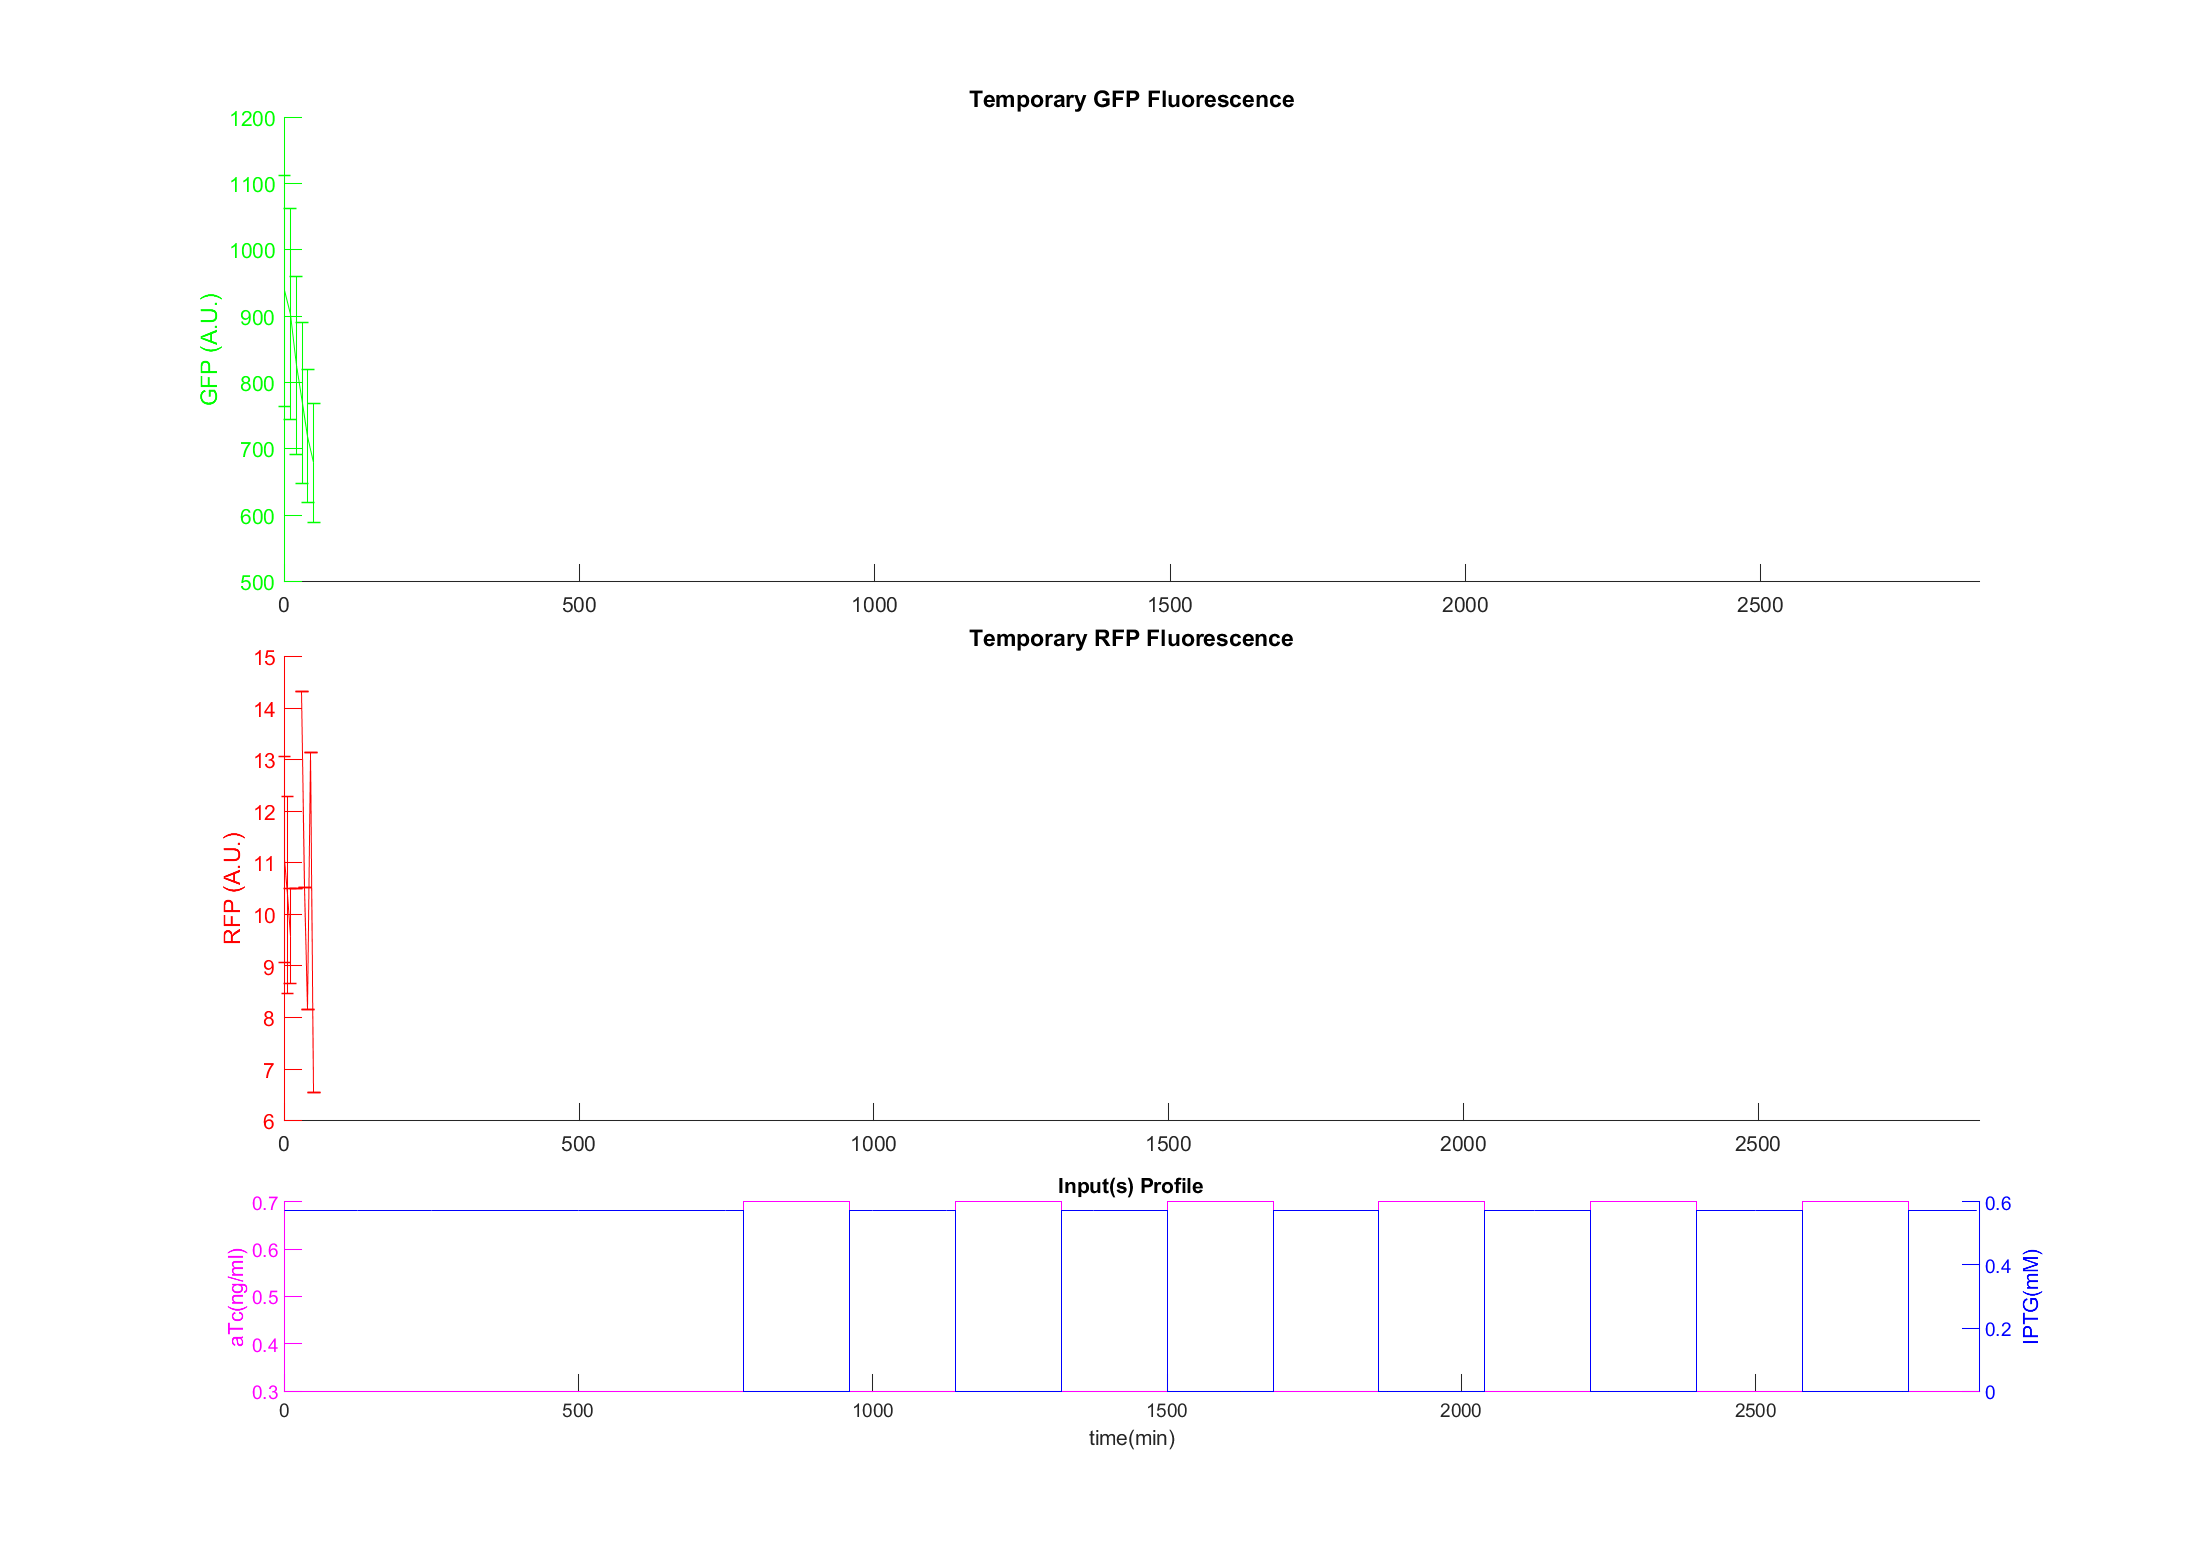 Temporary GFP Fluorescence
1200
1100
1000
900
800
700
600
500
GFP (A.U.)
0 500 1000 1500 2000 2500
Temporary RFP Fluorescence
15
14
13
12
11
10
9
8
7
6
RFP (A.U.)
0 500 1000 1500 2000 2500
Input(s) Profile
0.7
0.6
0.5
0.4
0.3
aTc(ng/ml)
0.6
0.4
0.2
0
IPTG(mM)
0 500 1000 1500 2000 2500
time(min)